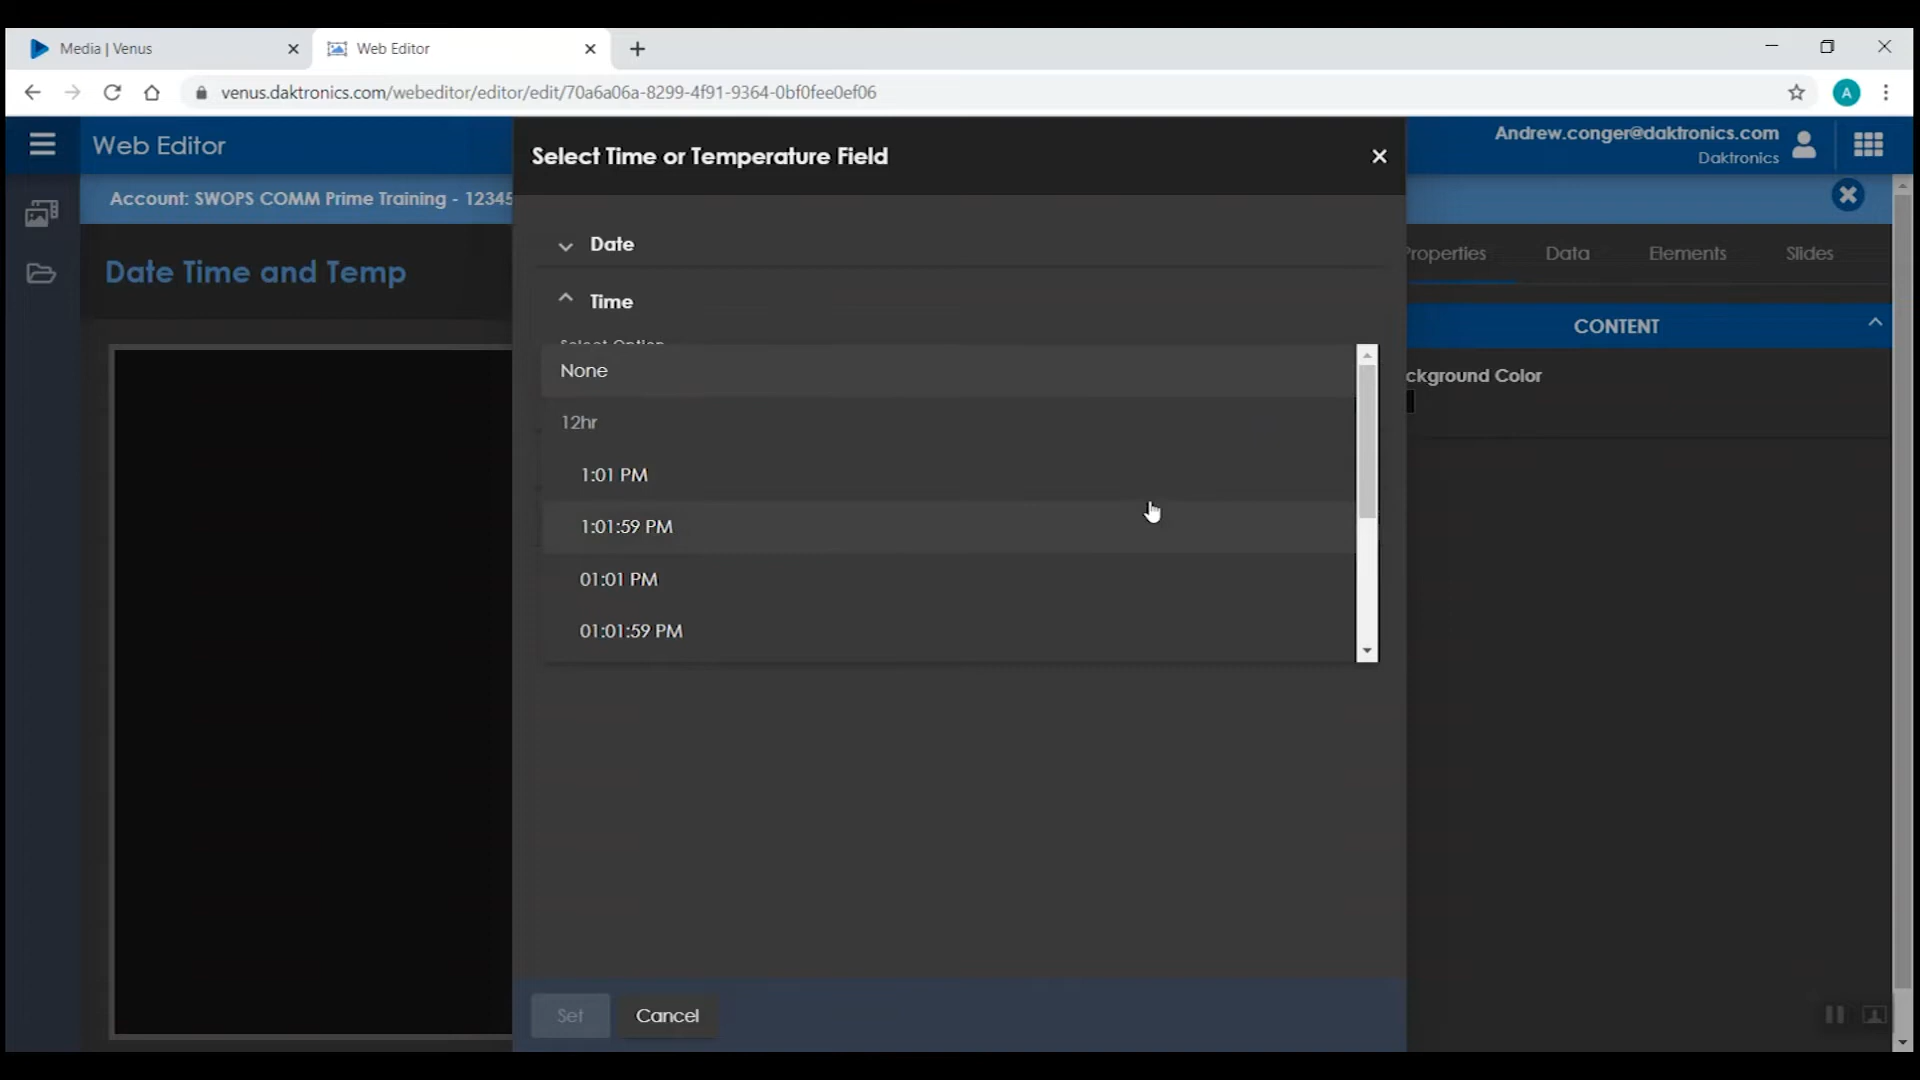 Media | Venus
Web Editor
venus.daktronics.com/webeditor/editor/edit/70a6a06a-8299-4f91-9364-0bf0fee0ef06
A
Web Editor
Select Time or Temperature Field
Andrew.conger@daktronics.com
Daktronics
Account: SWOPS COMM Prime Training - 12345
Date Time and Temp
Date
Properties
Data
Elements
Slides
Time
Select Option
CONTENT
None
ckground Color
12hr
1:01 PM
1:01:59 PM
01:01 PM
01:01:59 PM
Set
Cancel